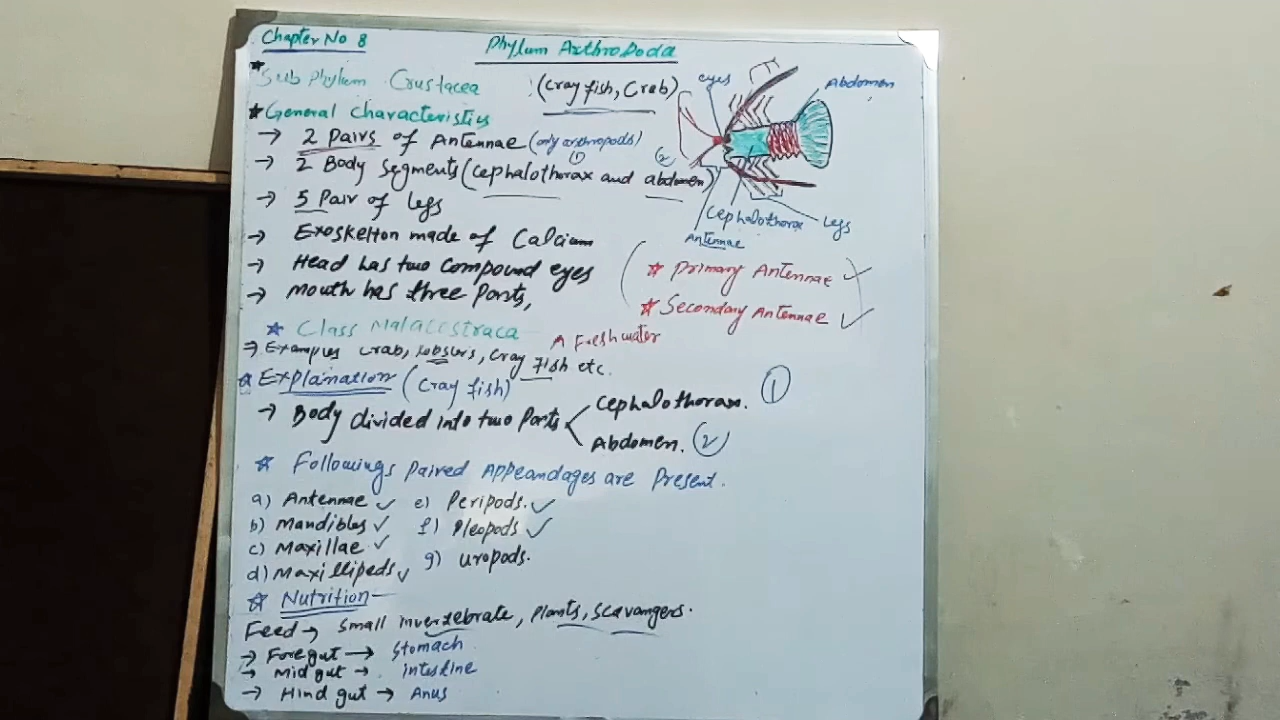 Chapter No 8
Phylum Arthropoda
* Sub Phylum Crustacea (cray fish, Crab)
* General Characteristics
→ 2 Pairs of Antennae (only arthropods)
→ 2 Body Segments (cephalothorax and abdomen)
① ②
→ 5 Pair of legs
→ Exoskelton made of Calcium
→ Head has two compound eyes
→ Mouth has three Parts,
eyes
Abdomen
Cephalothorax
Legs
Antennae
* Primary Antennae ✓
* Secondary Antennae ✓
* Class Malacostraca
A Freshwater
→ Examples Crab, lobsters, Cray Fish etc.
* Explanation (Cray fish)
→ Body divided into two Parts < Cephalothorax. ①
Abdomen. ②
* Followings Paired Appeandages are Present.
a) Antennae ✓ e) Peripods. ✓
b) Mandibles ✓ f) Pleopods ✓
c) Maxillae ✓ g) Uropods.
d) Maxillipeds ✓
* Nutrition
Feed → Small invertebrate, Plants, Scavangers.
→ Foregut → Stomach
→ Mid gut → intestine
→ Hind gut → Anus